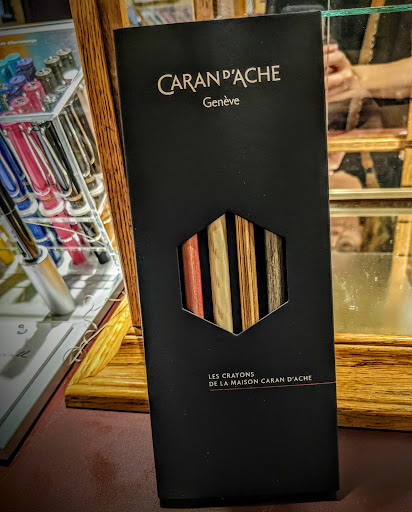 CARAN D'ACHE
Genève
LES CRAYONS
DE LA MAISON CARAN D'ACHE